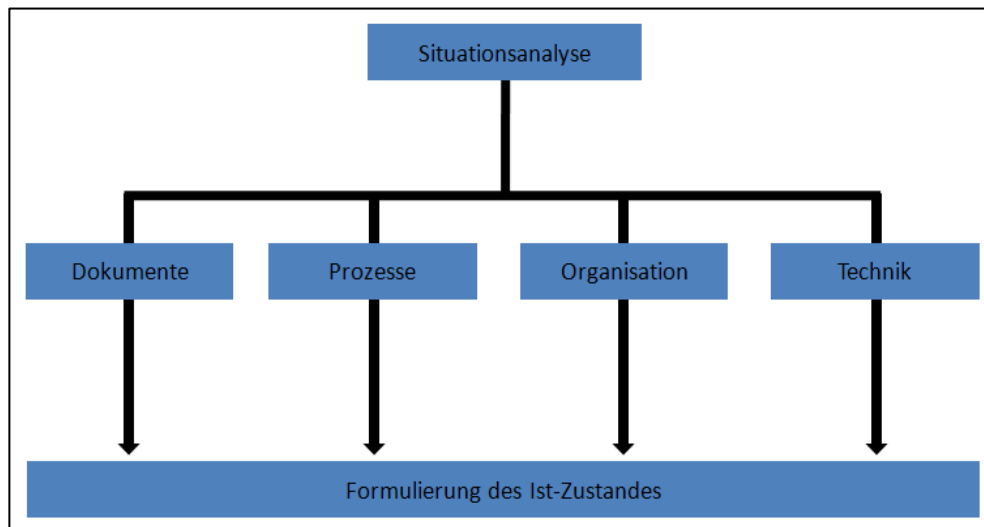 Situationsanalyse
Dokumente
Prozesse
Organisation
Technik
Formulierung des Ist-Zustandes